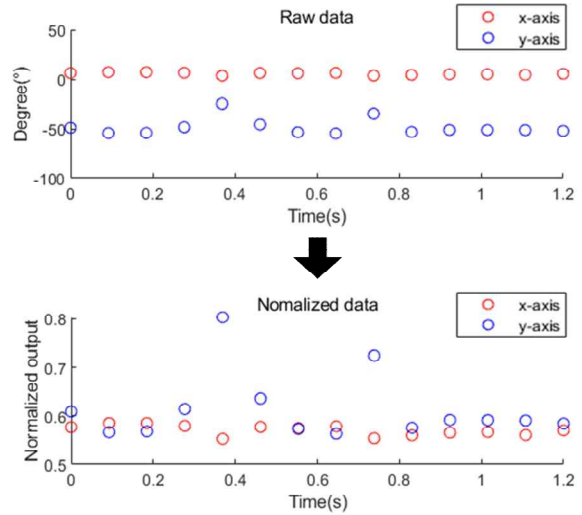 Raw data
x-axis
y-axis
Degree(°)
50
0
-50
-100
0 0.2 0.4 0.6 0.8 1 1.2
Time(s)
Nomalized data
x-axis
y-axis
Normalized output
0.8
0.7
0.6
0.5
0 0.2 0.4 0.6 0.8 1 1.2
Time(s)